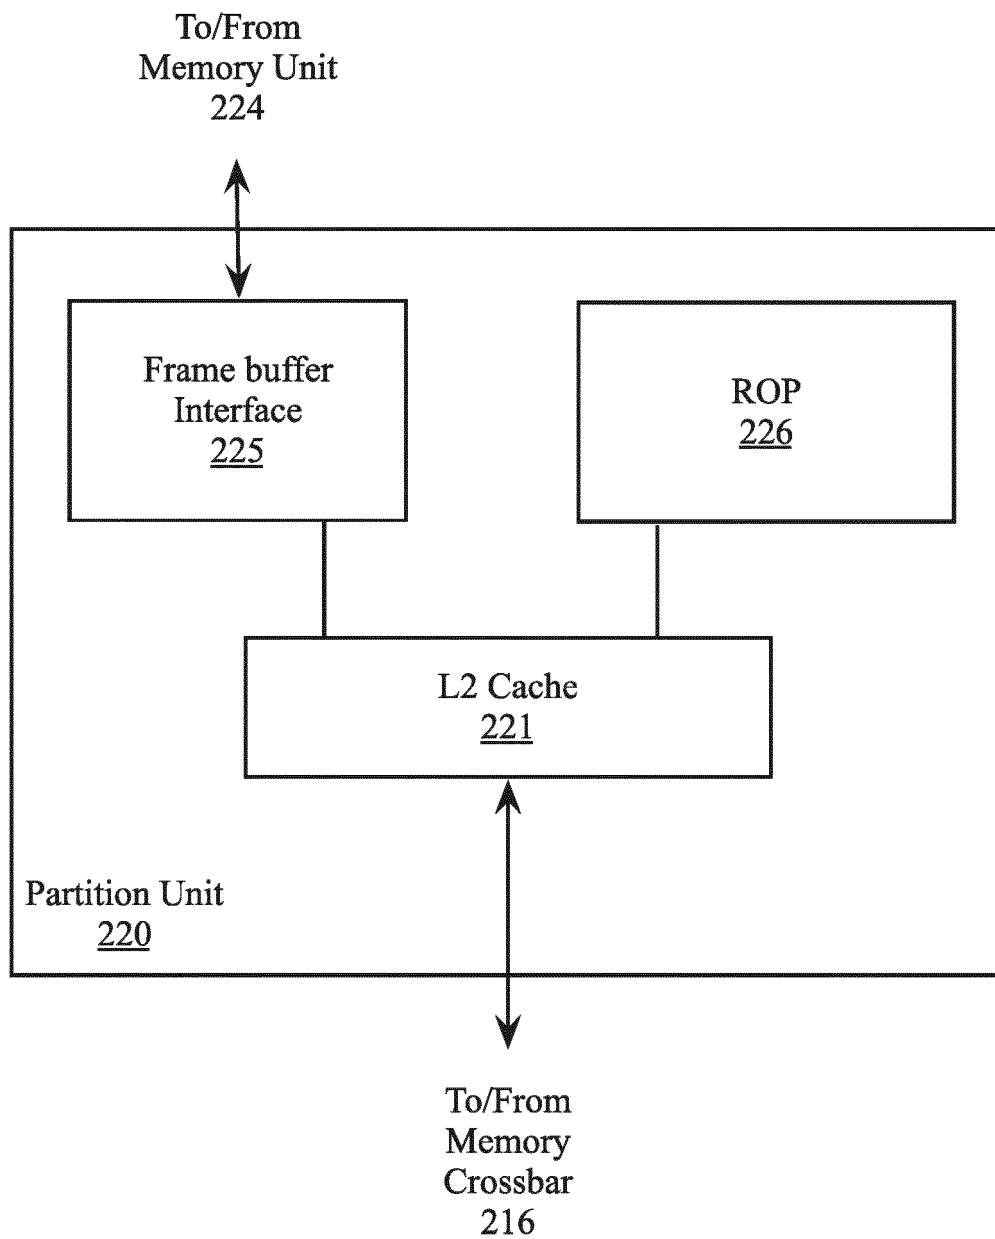 To/From
Memory Unit
224
Frame buffer
Interface
225
ROP
226
L2 Cache
221
Partition Unit
220
To/From
Memory
Crossbar
216